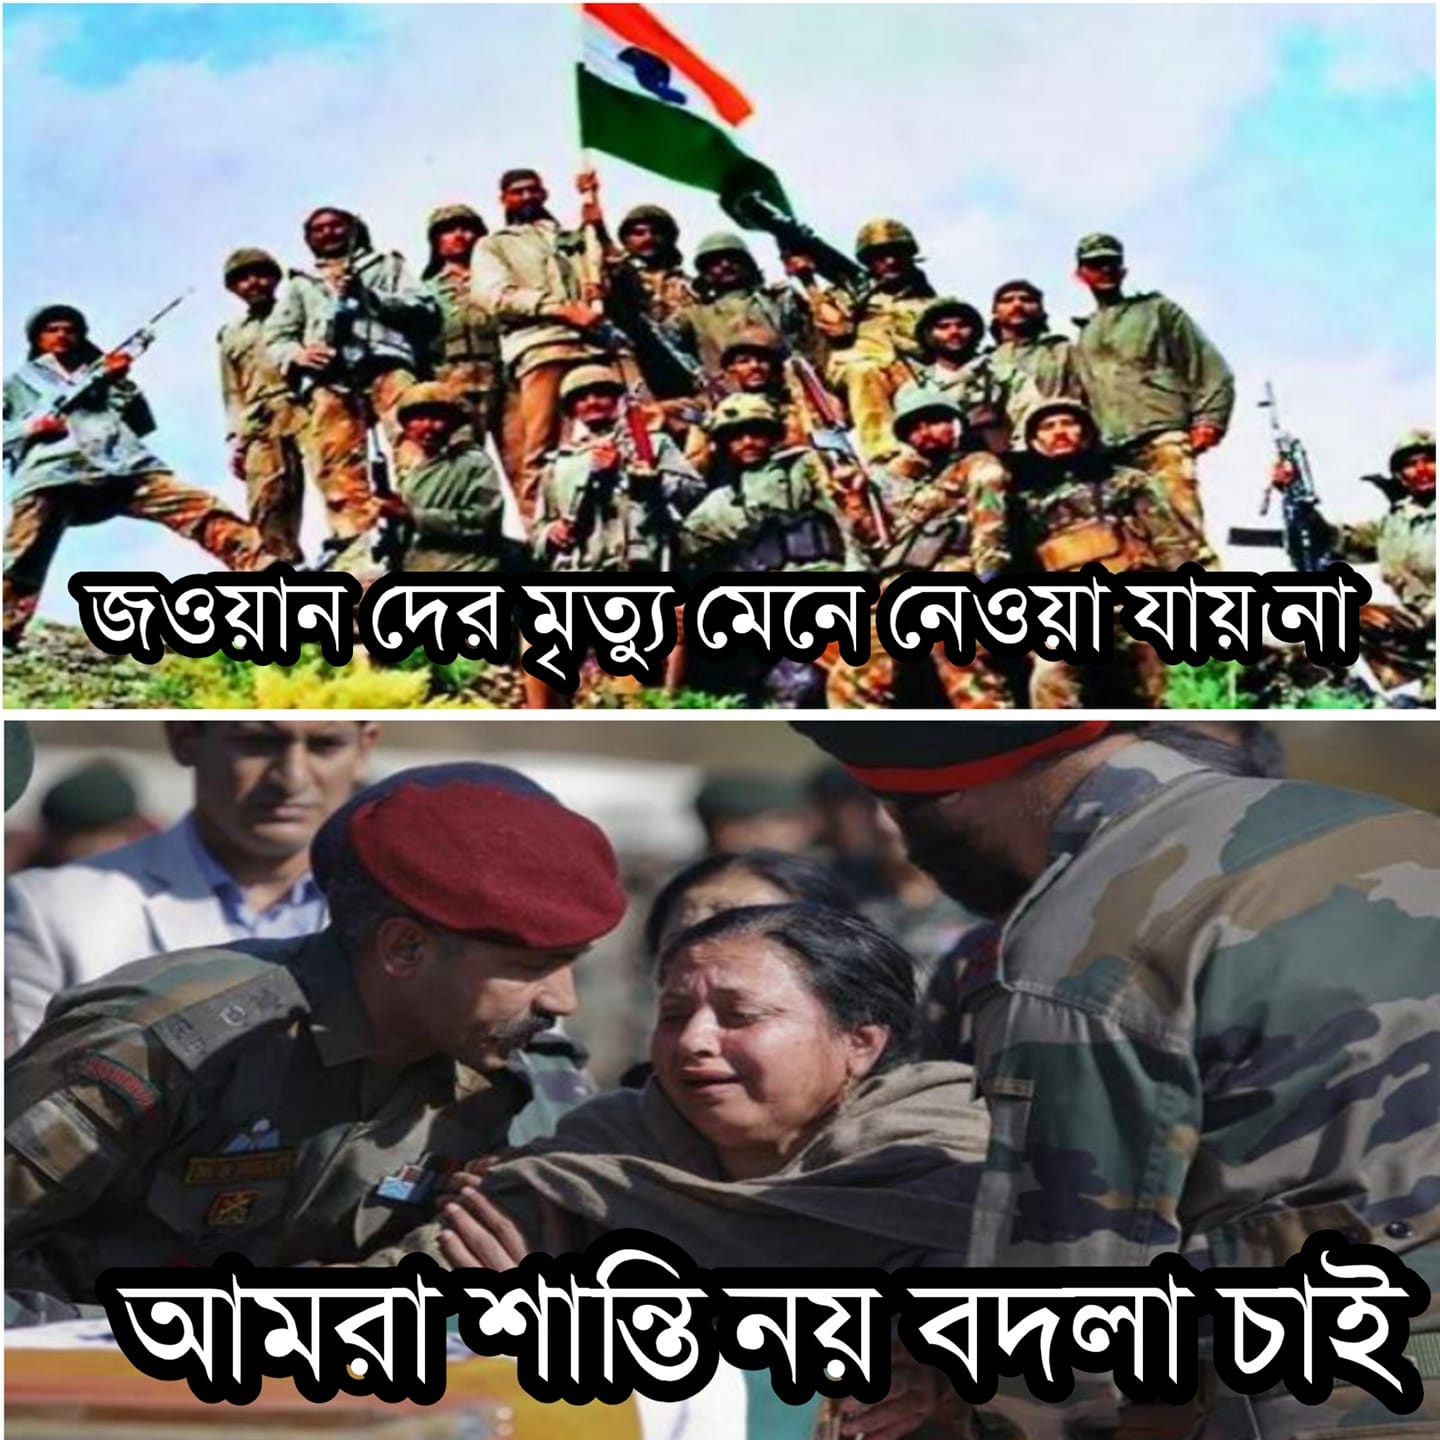 জওয়ান দের মৃত্যু মেনে নেওয়া যায় না
আমরা শান্তি নয় বদলা চাই